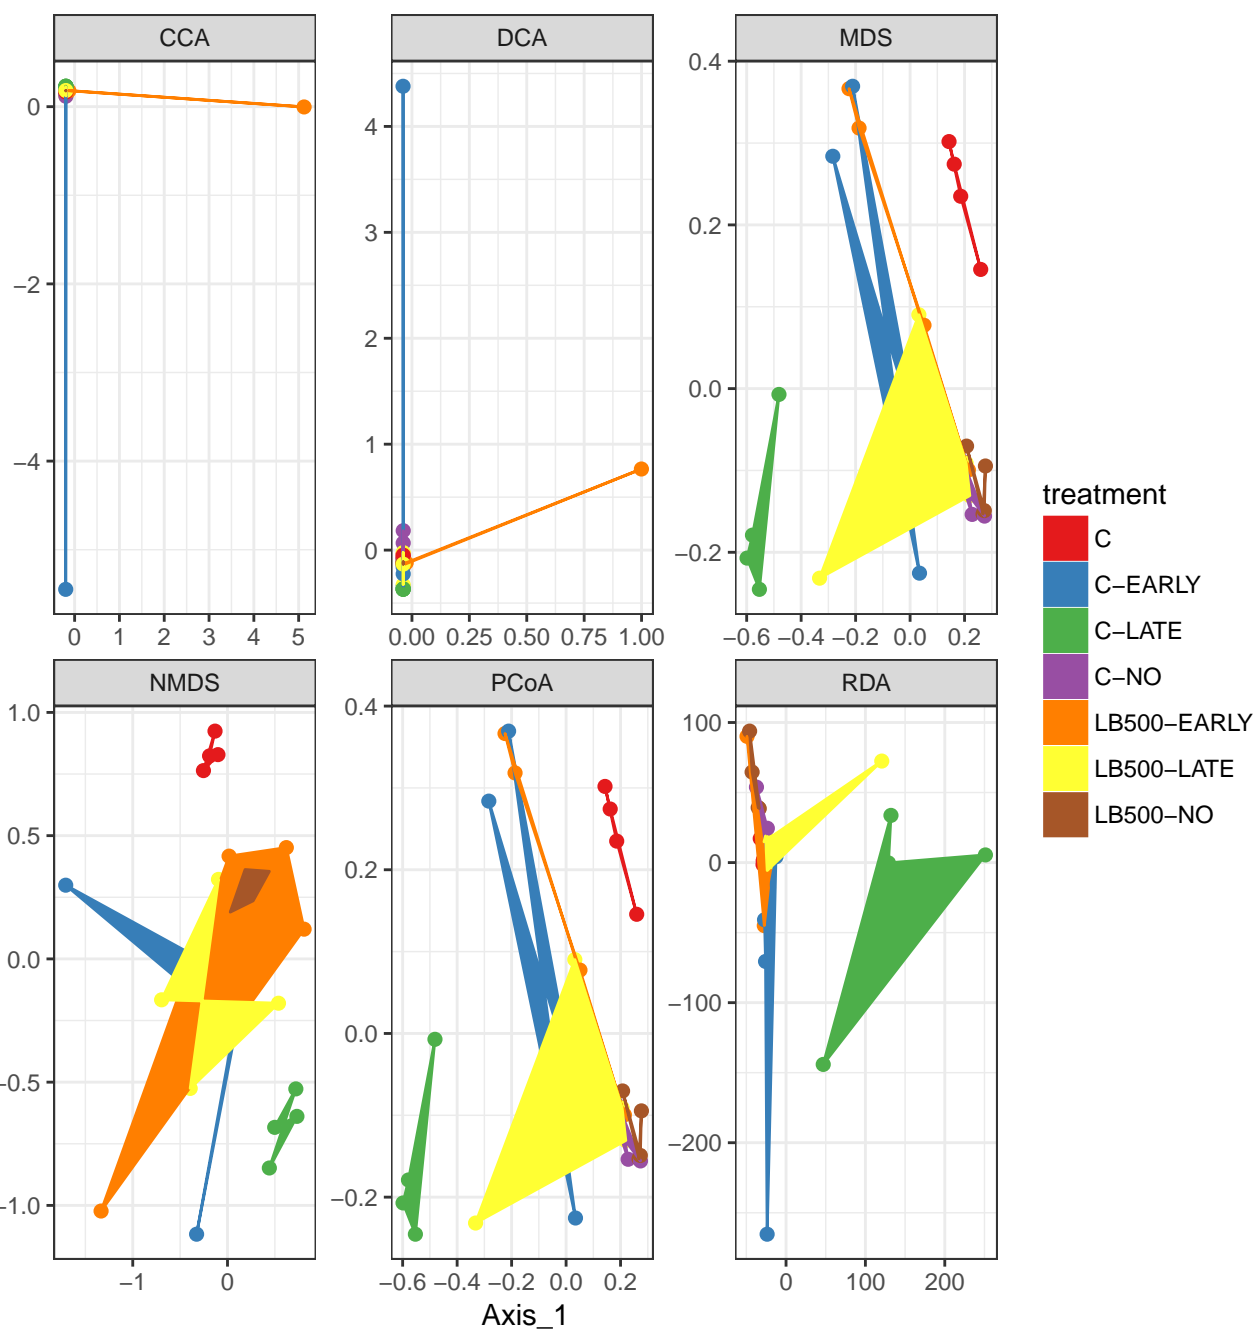 CCA
DCA
MDS
0
−2
−4
0 1 2 3 4 5
4
3
2
1
0
0.00 0.25 0.50 0.75 1.00
0.4
0.2
0.0
−0.2
−0.6 −0.4 −0.2 0.0 0.2
NMDS
PCoA
RDA
1.0
0.5
0.0
−0.5
−1.0
−1 0
0.4
0.2
0.0
−0.2
−0.6 −0.4 −0.2 0.0 0.2
100
0
−100
−200
0 100 200
Axis_1
treatment
C
C−EARLY
C−LATE
C−NO
LB500−EARLY
LB500−LATE
LB500−NO